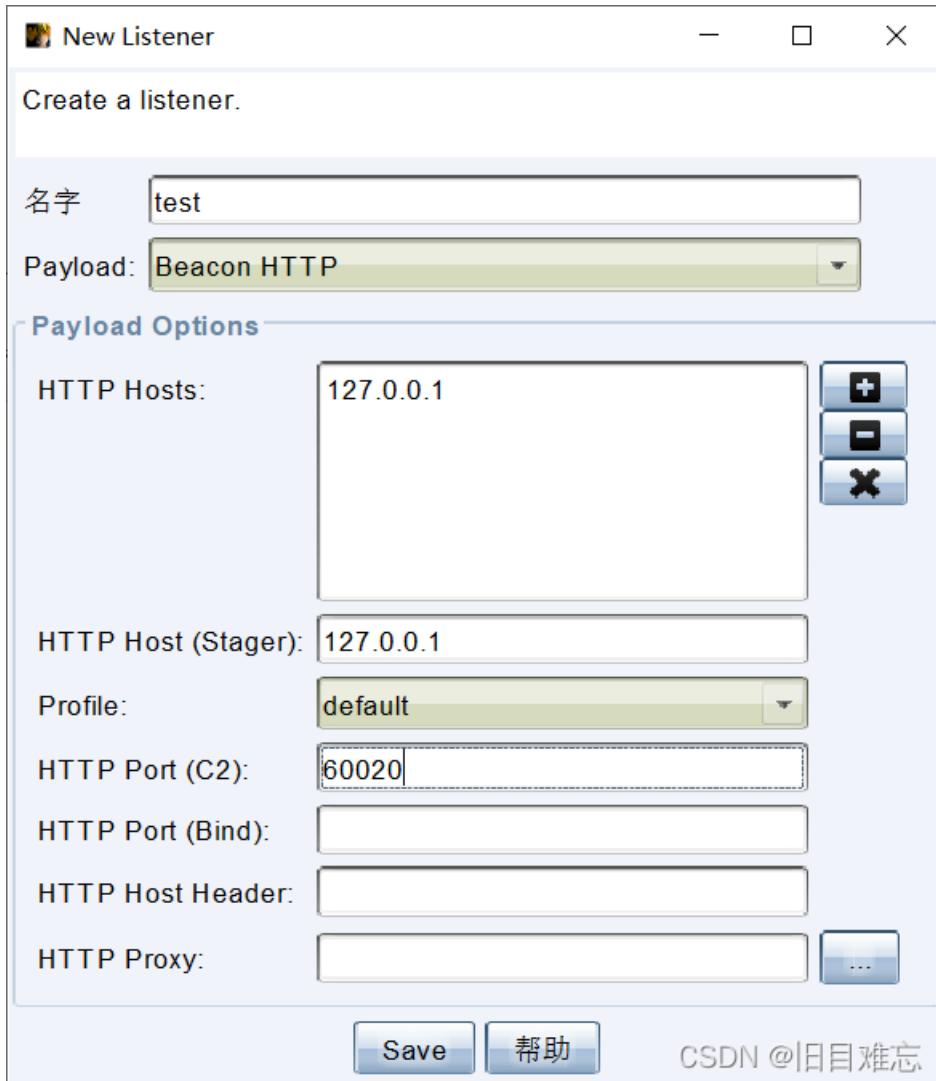 New Listener
Create a listener.
名字 test
Payload: Beacon HTTP
Payload Options
HTTP Hosts: 127.0.0.1
HTTP Host (Stager): 127.0.0.1
Profile: default
HTTP Port (C2): 60020
HTTP Port (Bind):
HTTP Host Header:
HTTP Proxy: ...
Save 帮助
CSDN @旧目难忘